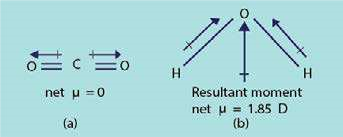 O = C = O
net μ = 0
(a)
O
H H
Resultant moment
net μ = 1.85 D
(b)